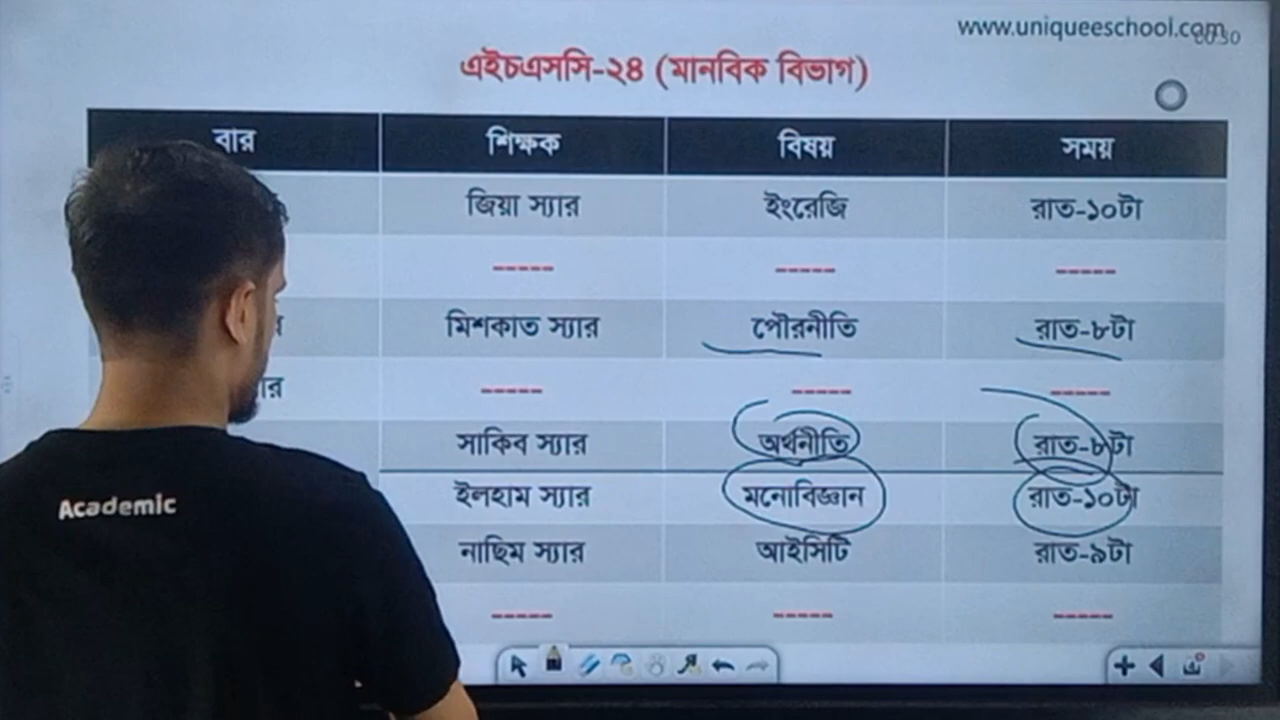 www.uniqueeschool.com
এইচএসসি-২৪ (মানবিক বিভাগ)
বার শিক্ষক বিষয় সময়
জিয়া স্যার ইংরেজি রাত-১০টা
----- ----- -----
মিশকাত স্যার পৌরনীতি রাত-৮টা
----- ----- -----
সাকিব স্যার অর্থনীতি রাত-৮টা
ইলহাম স্যার মনোবিজ্ঞান রাত-১০টা
নাছিম স্যার আইসিটি রাত-৯টা
----- ----- -----
Academic